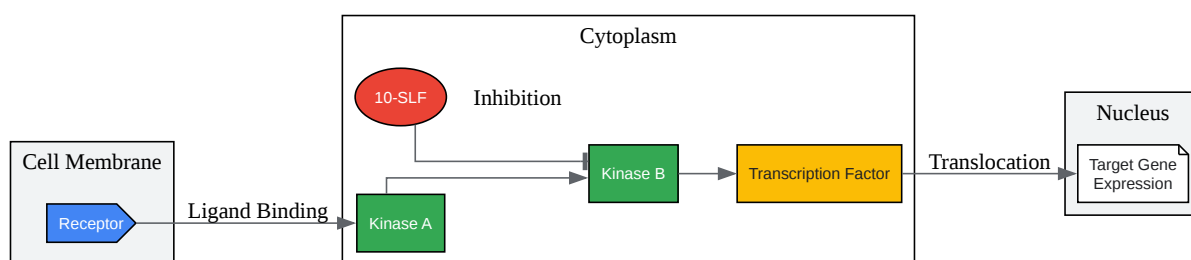 Cytoplasm
10-SLF
Inhibition
Nucleus
Cell Membrane
Kinase B
Transcription Factor
Translocation
Target Gene
Expression
Receptor
Ligand Binding
Kinase A